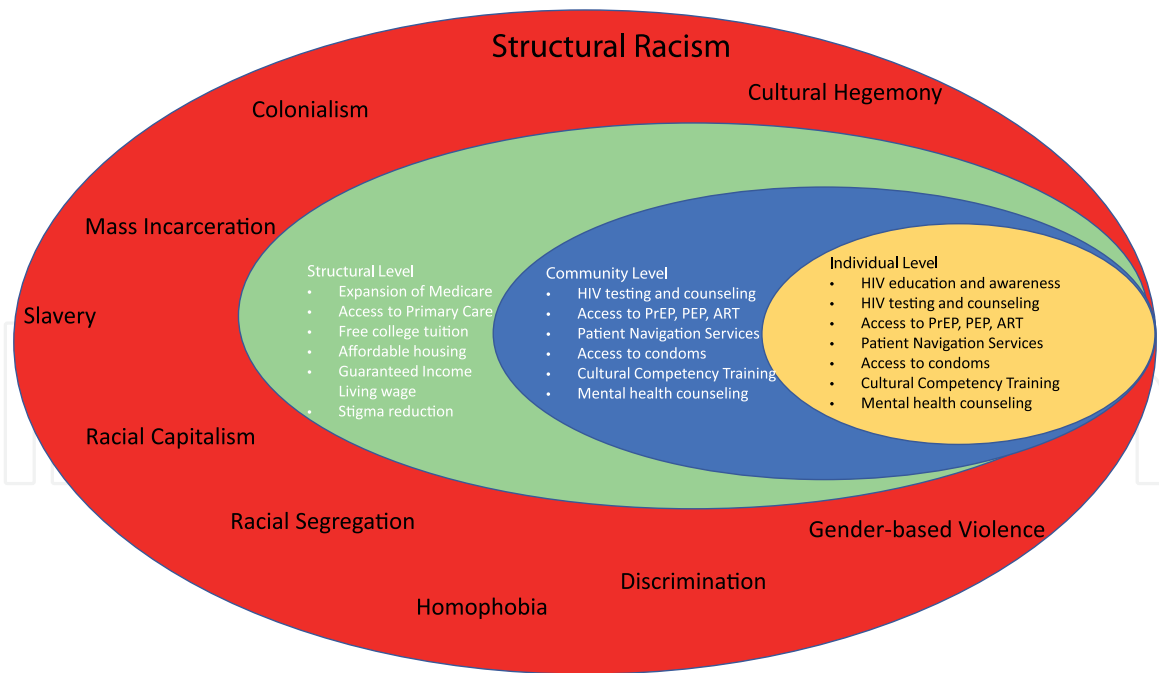 Structural Racism
Cultural Hegemony
Colonialism
Mass Incarceration
Slavery
Racial Capitalism
Racial Segregation
Homophobia
Discrimination
Gender-based Violence
Structural Level
• Expansion of Medicare
• Access to Primary Care
• Free college tuition
• Affordable housing
• Guaranteed Income
Living wage
• Stigma reduction
Community Level
• HIV testing and counseling
• Access to PrEP, PEP, ART
• Patient Navigation Services
• Access to condoms
• Cultural Competency Training
• Mental health counseling
Individual Level
• HIV education and awareness
• HIV testing and counseling
• Access to PrEP, PEP, ART
• Patient Navigation Services
• Access to condoms
• Cultural Competency Training
• Mental health counseling